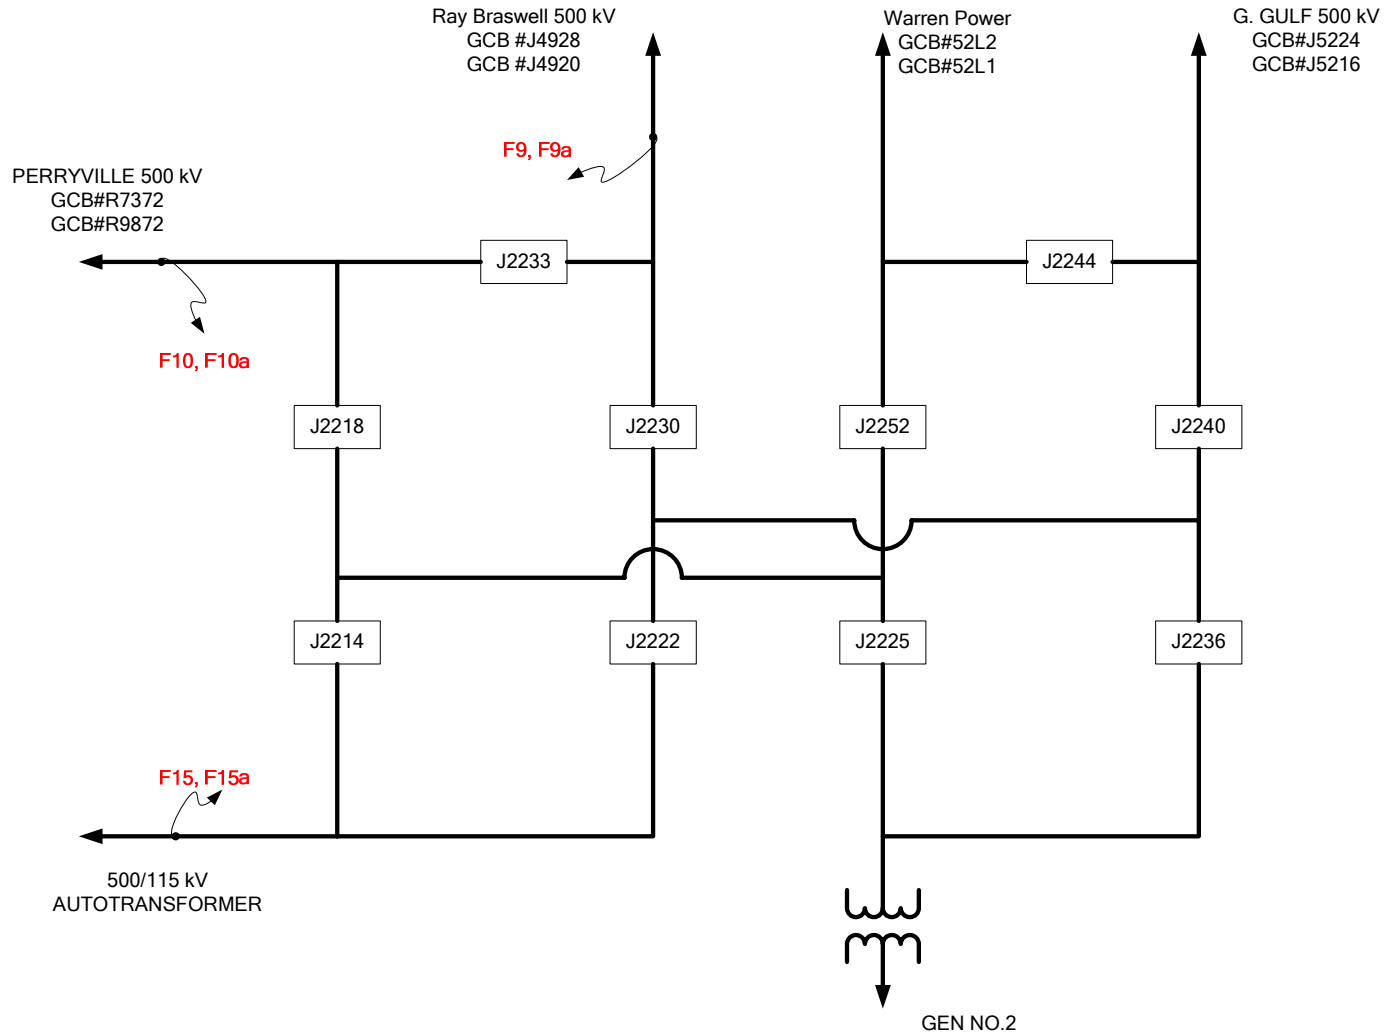 Ray Braswell 500 kV
GCB #J4928
GCB #J4920
Warren Power
GCB#52L2
GCB#52L1
G. GULF 500 kV
GCB#J5224
GCB#J5216
F9, F9a
PERRYVILLE 500 kV
GCB#R7372
GCB#R9872
J2233
J2244
F10, F10a
J2218
J2230
J2252
J2240
J2214
J2222
J2225
J2236
F15, F15a
500/115 kV
AUTOTRANSFORMER
GEN NO.2